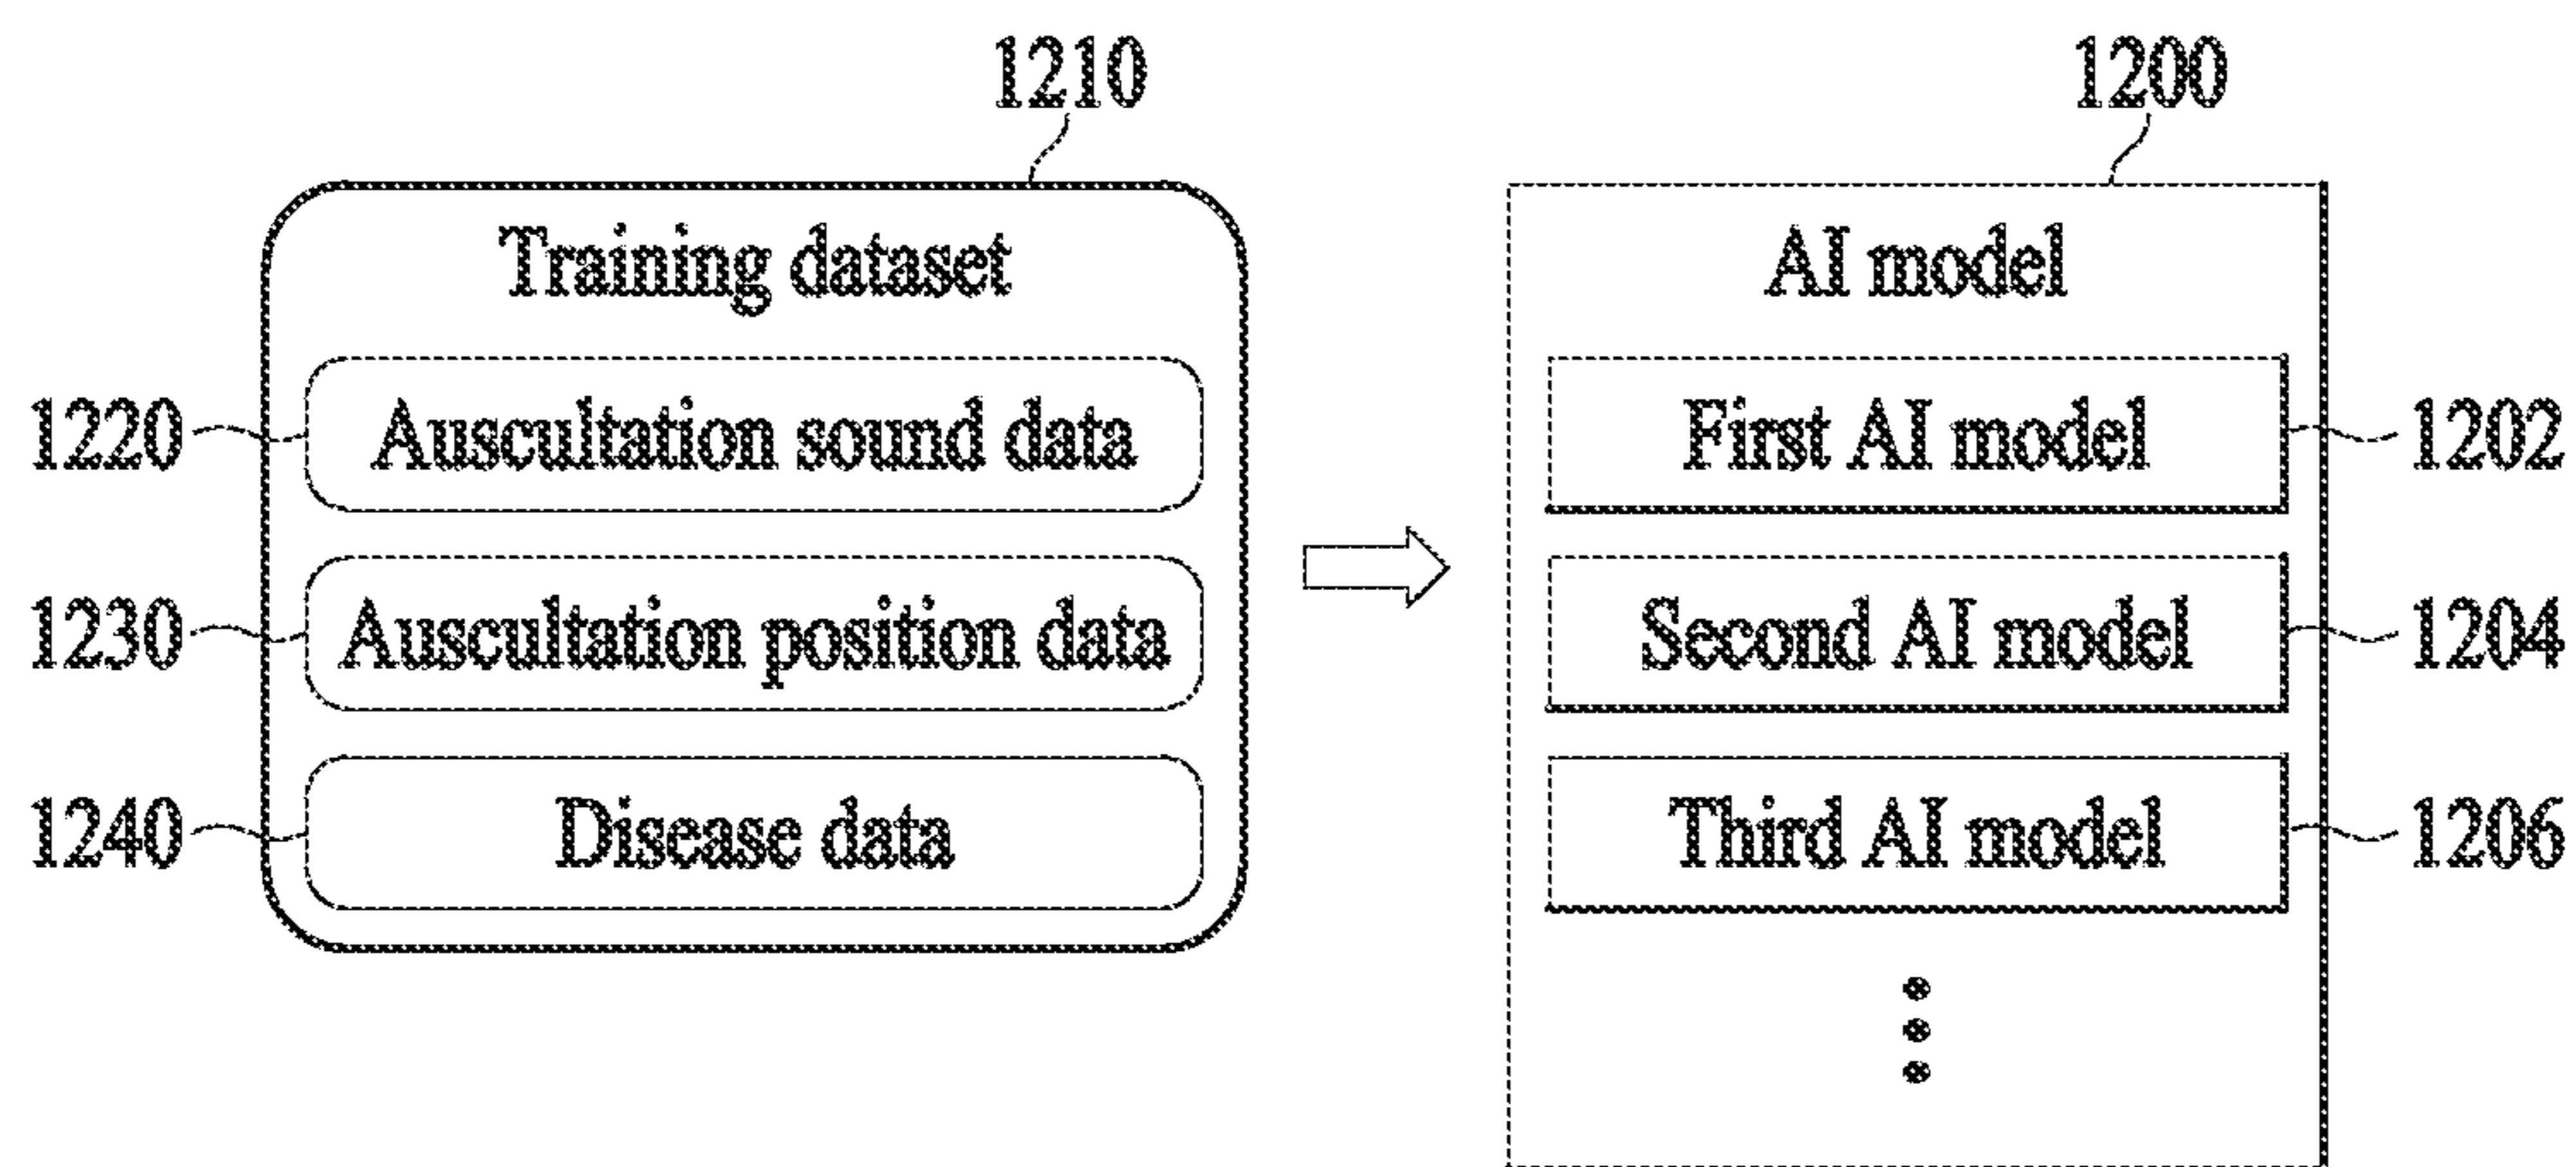 1210
1200
Training dataset
AI model
1220
Auscultation sound data
First AI model
1202
1230
Auscultation position data
Second AI model
1204
1240
Disease data
Third AI model
1206